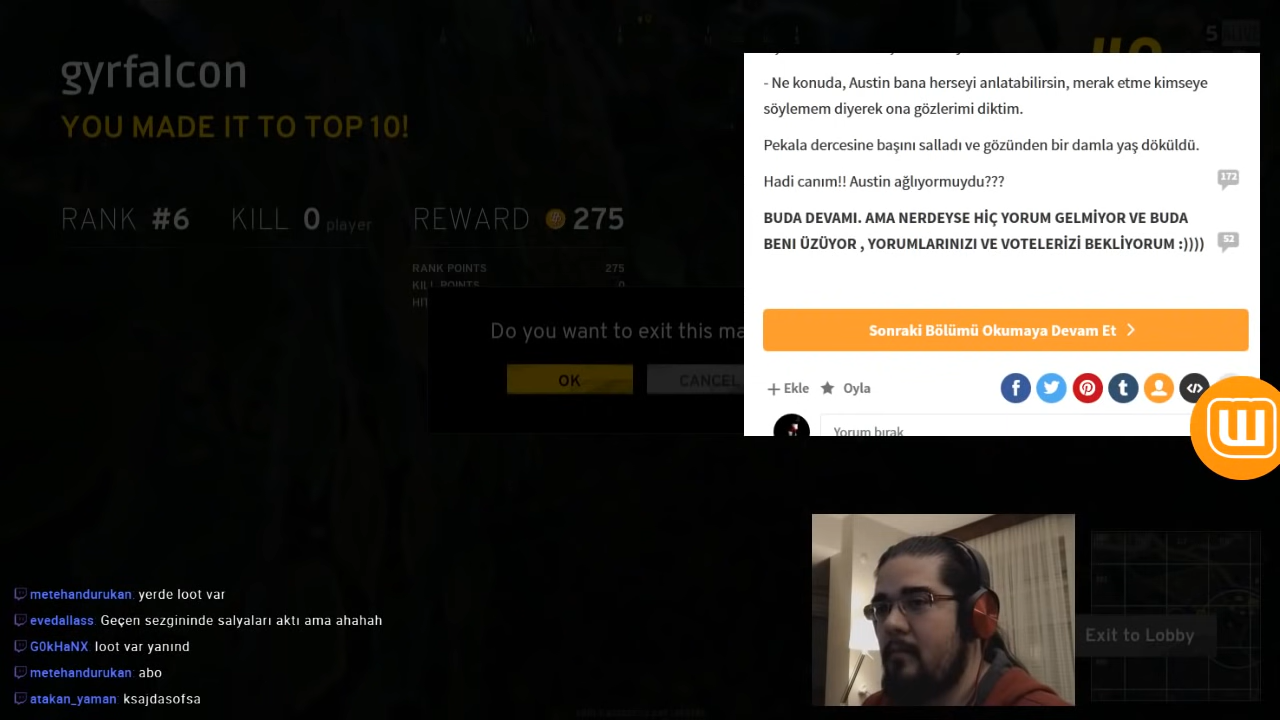 gyrfalcon
YOU MADE IT TO TOP 10!
RANK #6 KILL 0 player REWARD 275
RANK POINTS 275
KILL POINTS 0
HIT
Do you want to exit this ma
OK CANCEL
5
- Ne konuda, Austin bana herseyi anlatabilirsin, merak etme kimseye
söylemem diyerek ona gözlerimi diktim.
Pekala dercesine başını salladı ve gözünden bir damla yaş döküldü.
Hadi canım!! Austin ağlıyormuydu??? 172
BUDA DEVAMI. AMA NERDEYSE HİÇ YORUM GELMİYOR VE BUDA
BENI ÜZÜYOR , YORUMLARINIZI VE VOTELERİZİ BEKLİYORUM :)))) 52
Sonraki Bölümü Okumaya Devam Et
+ Ekle Oyla
Yorum bırak
metehandurukan: yerde loot var
evedallass: Geçen sezgininde salyaları aktı ama ahahah
G0kHaNX: loot var yanınd
metehandurukan: abo
atakan_yaman: ksajdasofsa
Exit to Lobby